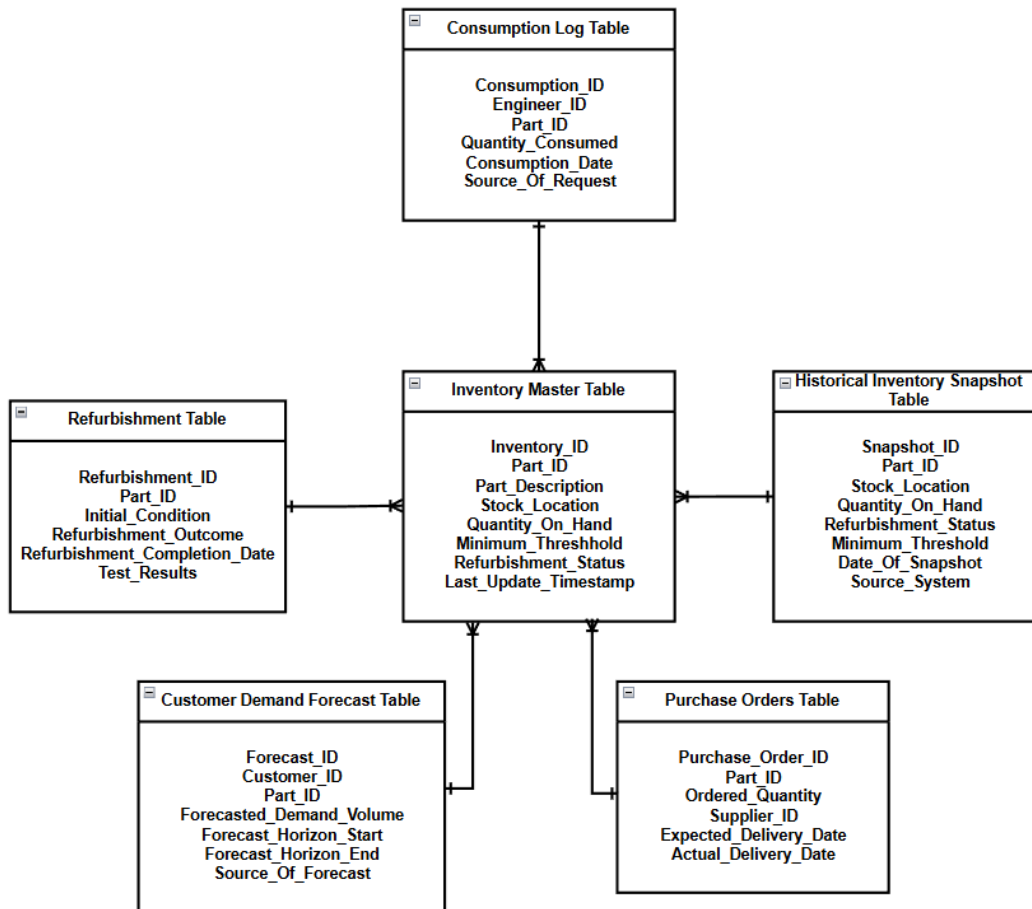 Consumption Log Table
Consumption_ID
Engineer_ID
Part_ID
Quantity_Consumed
Consumption_Date
Source_Of_Request
Refurbishment Table
Refurbishment_ID
Part_ID
Initial_Condition
Refurbishment_Outcome
Refurbishment_Completion_Date
Test_Results
Inventory Master Table
Inventory_ID
Part_ID
Part_Description
Stock_Location
Quantity_On_Hand
Minimum_Threshhold
Refurbishment_Status
Last_Update_Timestamp
Historical Inventory Snapshot
Table
Snapshot_ID
Part_ID
Stock_Location
Quantity_On_Hand
Refurbishment_Status
Minimum_Threshold
Date_Of_Snapshot
Source_System
Customer Demand Forecast Table
Forecast_ID
Customer_ID
Part_ID
Forecasted_Demand_Volume
Forecast_Horizon_Start
Forecast_Horizon_End
Source_Of_Forecast
Purchase Orders Table
Purchase_Order_ID
Part_ID
Ordered_Quantity
Supplier_ID
Expected_Delivery_Date
Actual_Delivery_Date